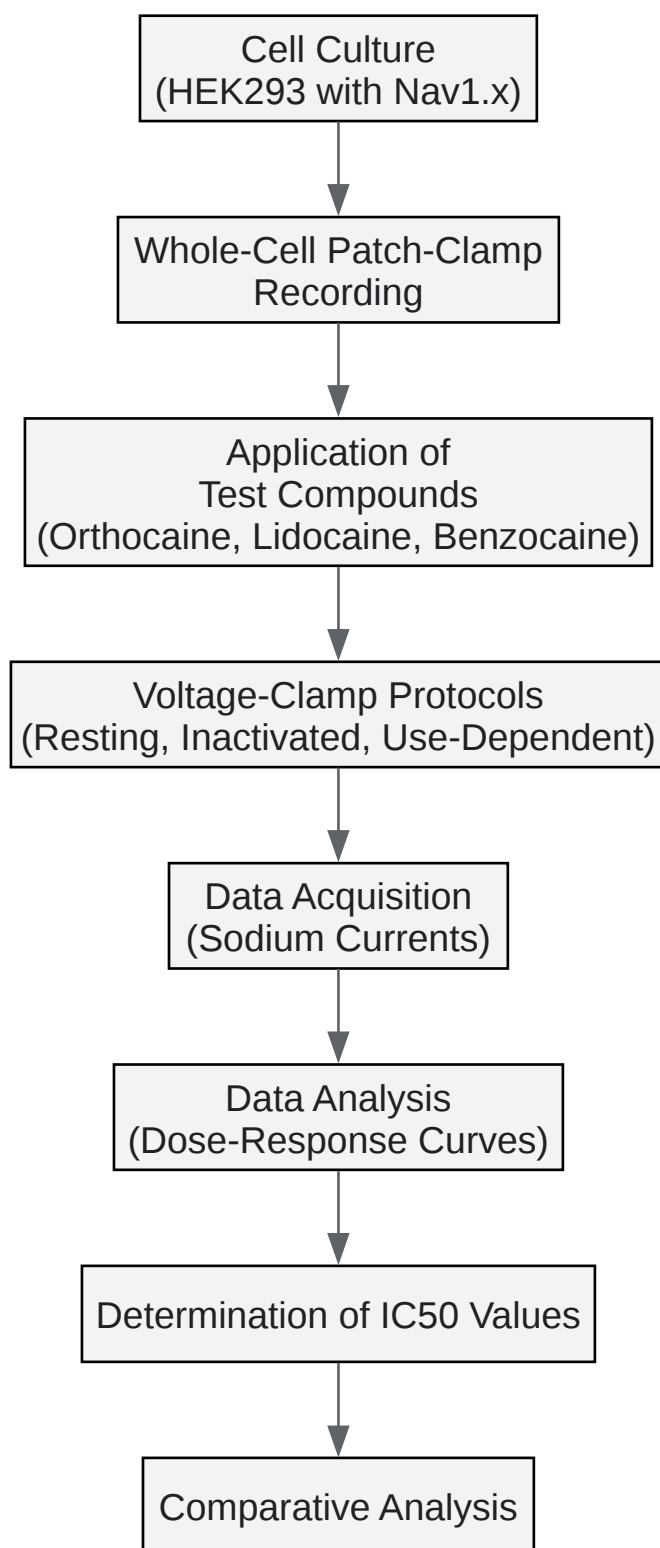 Cell Culture
(HEK293 with Nav1.x)
Whole-Cell Patch-Clamp
Recording
Application of
Test Compounds
(Orthocaine, Lidocaine, Benzocaine)
Voltage-Clamp Protocols
(Resting, Inactivated, Use-Dependent)
Data Acquisition
(Sodium Currents)
Data Analysis
(Dose-Response Curves)
Determination of IC50 Values
Comparative Analysis